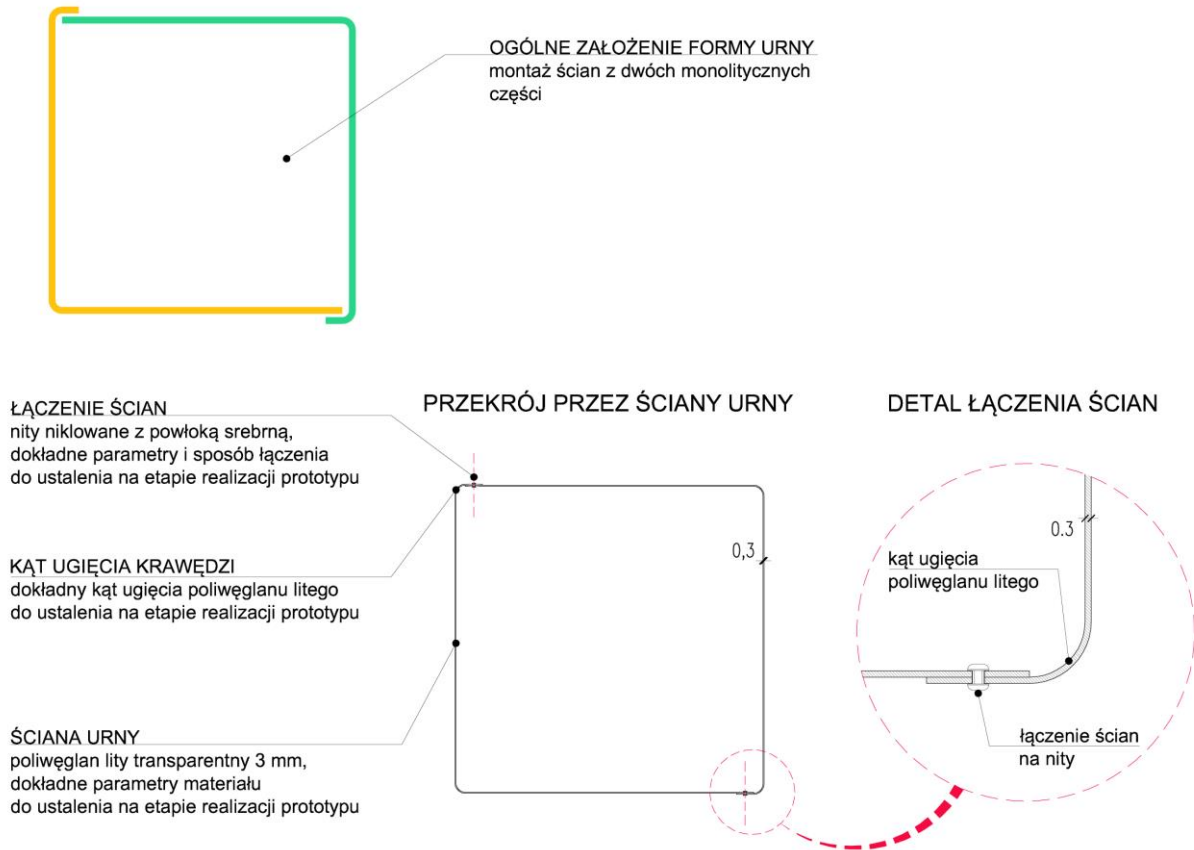 OGÓLNE ZAŁOŻENIE FORMY URNY
montaż ścian z dwóch monolitycznych
części
ŁĄCZENIE ŚCIAN
nity niklowane z powłoką srebrną,
dokładne parametry i sposób łączenia
do ustalenia na etapie realizacji prototypu
KĄT UGIĘCIA KRAWĘDZI
dokładny kąt ugięcia poliwęglanu litego
do ustalenia na etapie realizacji prototypu
ŚCIANA URNY
poliwęglan lity transparentny 3 mm,
dokładne parametry materiału
do ustalenia na etapie realizacji prototypu
PRZEKRÓJ PRZEZ ŚCIANY URNY
0,3
DETAL ŁĄCZENIA ŚCIAN
0.3
kąt ugięcia
poliwęglanu litego
łączenie ścian
na nity